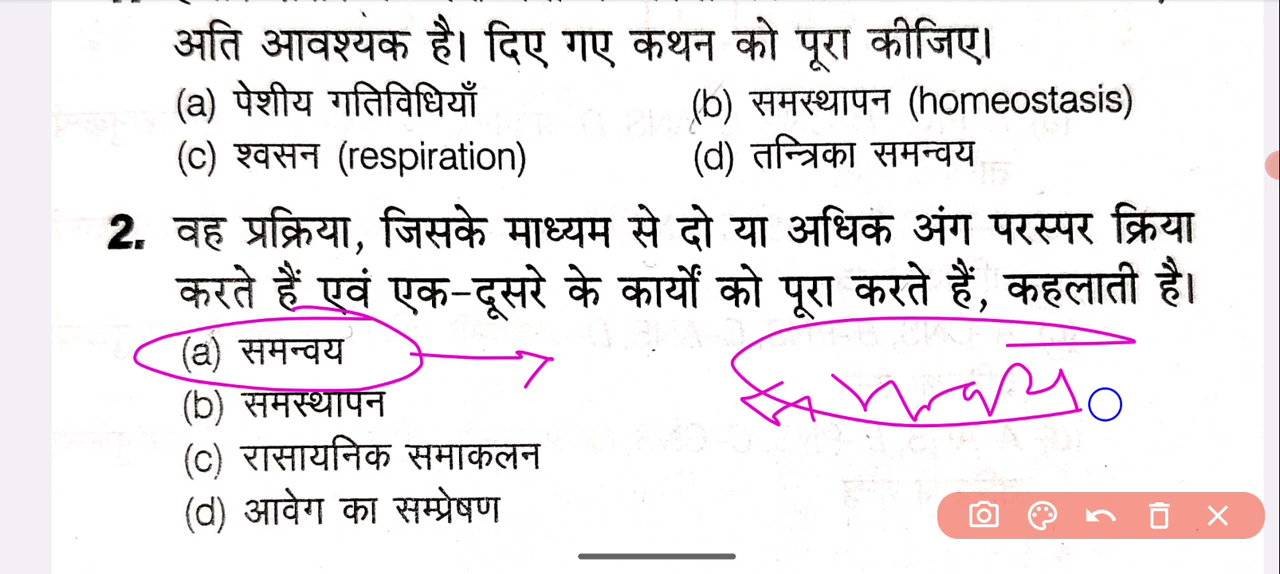 अति आवश्यक है। दिए गए कथन को पूरा कीजिए।
(a) पेशीय गतिविधियाँ (b) समस्थापन (homeostasis)
(c) श्वसन (respiration) (d) तन्त्रिका समन्वय
2. वह प्रक्रिया, जिसके माध्यम से दो या अधिक अंग परस्पर क्रिया
करते हैं एवं एक-दूसरे के कार्यों को पूरा करते हैं, कहलाती है।
(a) समन्वय
समन्वय
(b) समस्थापन
(c) रासायनिक समाकलन
(d) आवेग का सम्प्रेषण